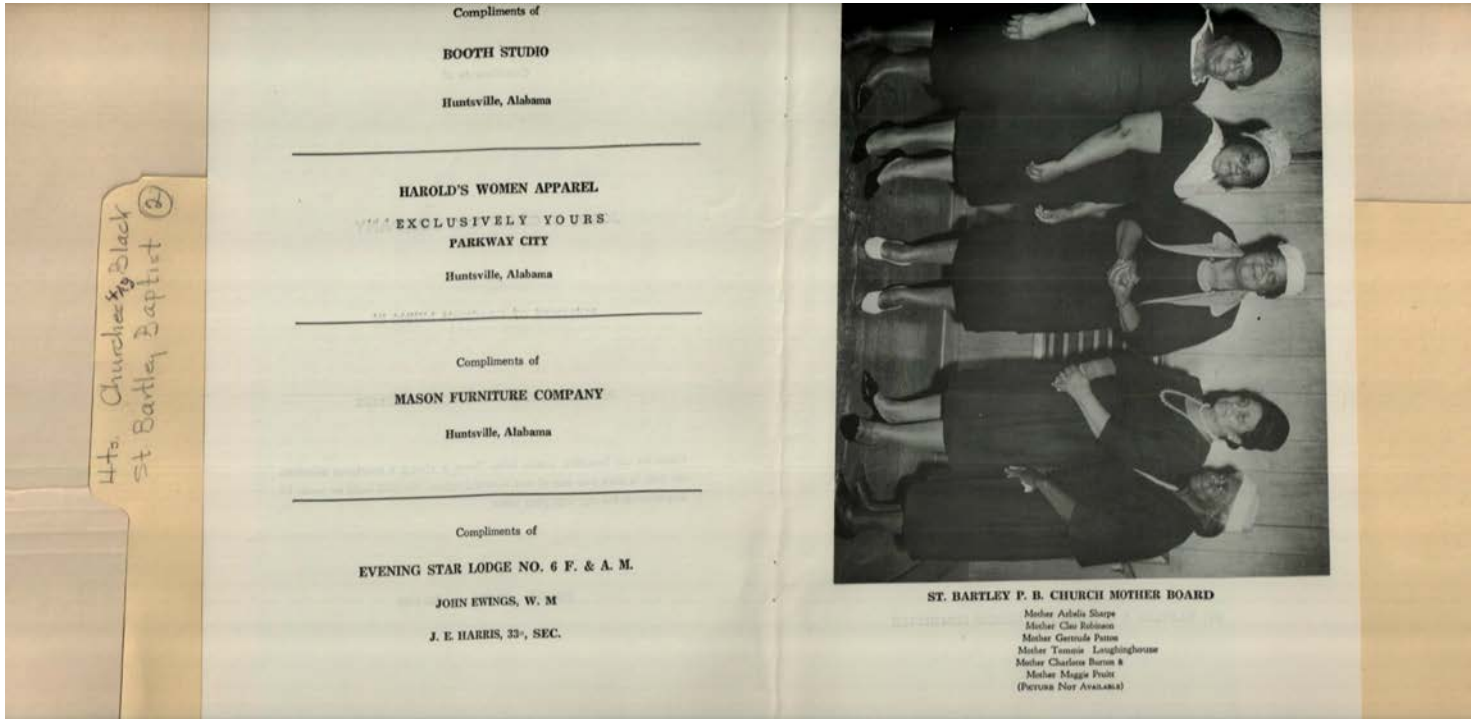 Compliments of
BOOTH STUDIO
Huntsville, Alabama
HAROLD'S WOMEN APPAREL
EXCLUSIVELY YOURS
PARKWAY CITY
Huntsville, Alabama
Compliments of
MASON FURNITURE COMPANY
Huntsville, Alabama
Compliments of
EVENING STAR LODGE NO. 6 F. & A. M.
JOHN EWINGS, W. M
J. E. HARRIS, 33°, SEC.
ST. BARTLEY P. B. CHURCH MOTHER BOARD
Mother Arbelia Sharpe
Mother Cleo Robinson
Mother Gertrude Patton
Mother Tommie Laughinghouse
Mother Charlotte Burton &
Mother Maggie Pruitt
(PICTURE NOT AVAILABLE)
4to. Churches Black
St. Bartley Baptist 2